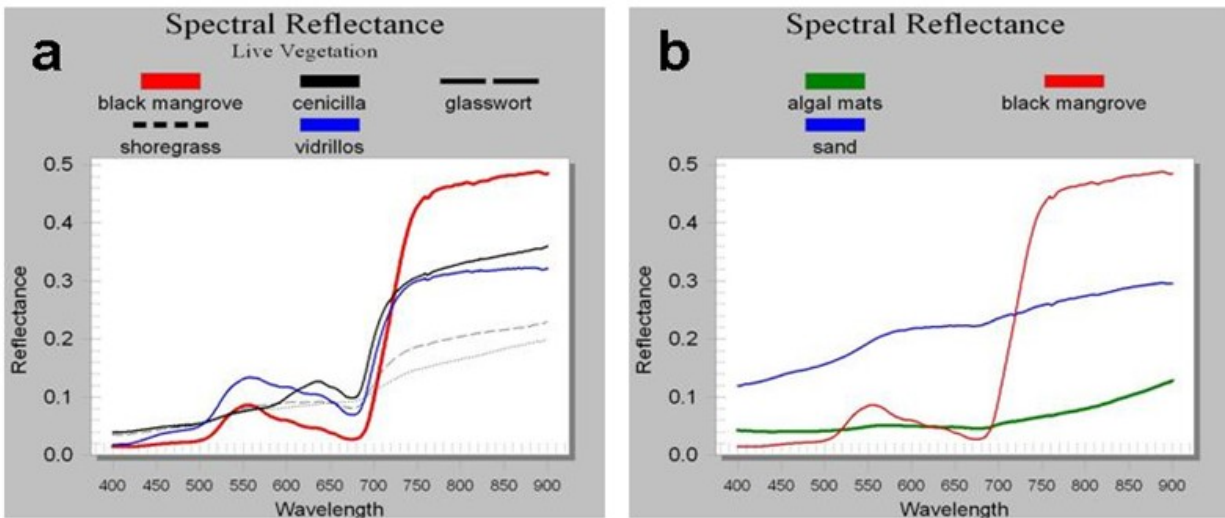 a
Spectral Reflectance
Live Vegetation
black mangrove cenicilla glasswort
shoregrass vidrillos
Reflectance
0.5
0.4
0.3
0.2
0.1
0.0
400 450 500 550 600 650 700 750 800 850 900
Wavelength
b
Spectral Reflectance
algal mats black mangrove
sand
Reflectance
0.5
0.4
0.3
0.2
0.1
0.0
400 450 500 550 600 650 700 750 800 850 900
Wavelength